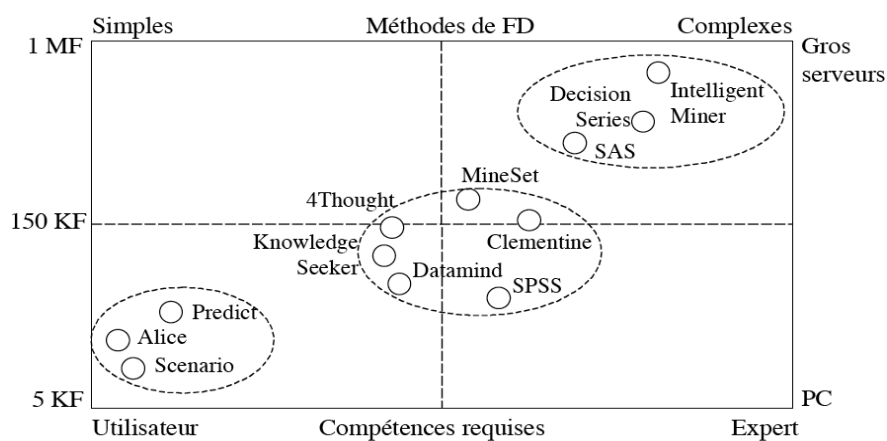 Simples Méthodes de FD Complexes
1 MF
Gros
serveurs
Intelligent
Miner
Decision
Series
SAS
MineSet
4Thought
150 KF
Clementine
Knowledge
Seeker
Datamind
SPSS
Predict
Alice
Scenario
5 KF
PC
Utilisateur Compétences requises Expert